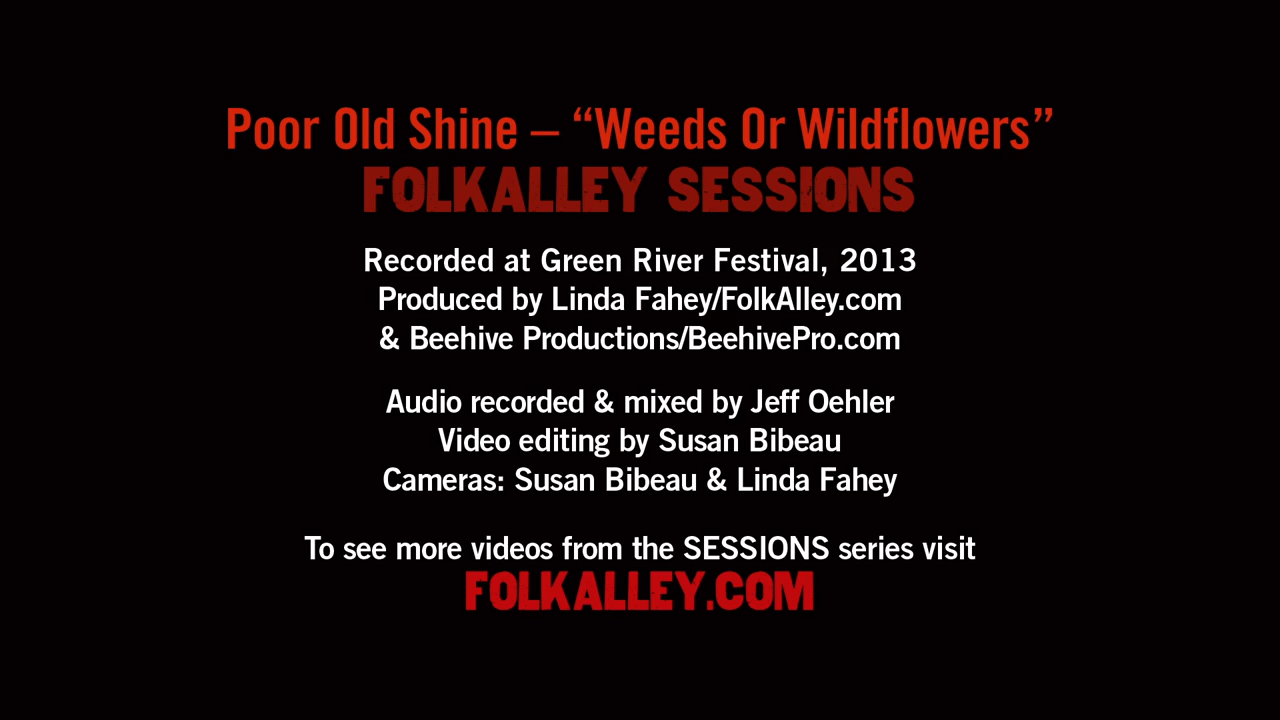 Poor Old Shine – “Weeds Or Wildflowers”
FOLKALLEY SESSIONS
Recorded at Green River Festival, 2013
Produced by Linda Fahey/FolkAlley.com
& Beehive Productions/BeehivePro.com
Audio recorded & mixed by Jeff Oehler
Video editing by Susan Bibeau
Cameras: Susan Bibeau & Linda Fahey
To see more videos from the SESSIONS series visit
FOLKALLEY.COM